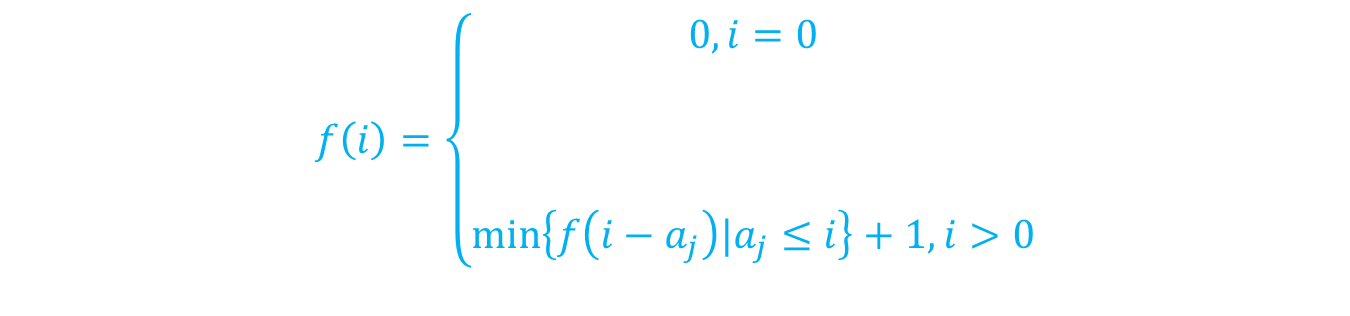 0, i = 0
f(i) = {
min{f(i − a_j)|a_j ≤ i} + 1, i > 0